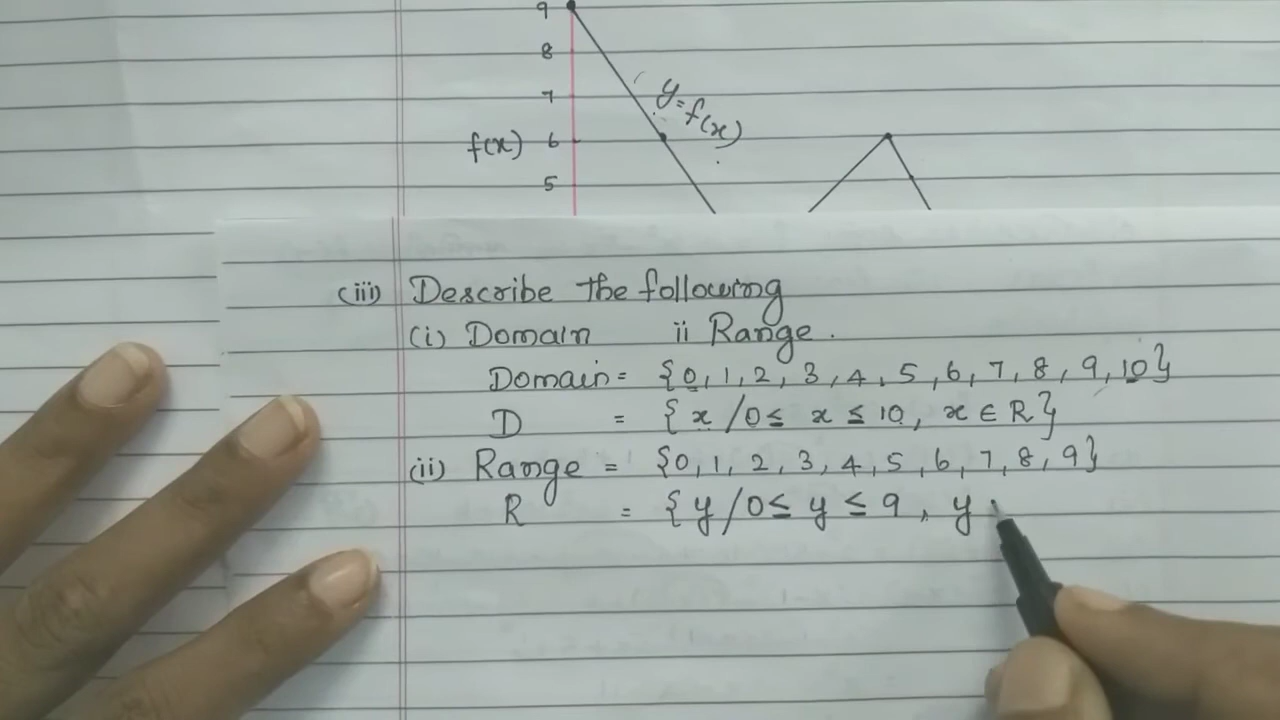 9
8
7
y=f(x)
f(x) 6
5
(iii) Describe the following
(i) Domain ii Range.
Domain = {0, 1, 2, 3, 4, 5, 6, 7, 8, 9, 10}
D = {x /0≤ x ≤ 10, x ∈ R}
(ii) Range = {0, 1, 2, 3, 4, 5, 6, 7, 8, 9}
R = {y /0≤ y ≤ 9, y